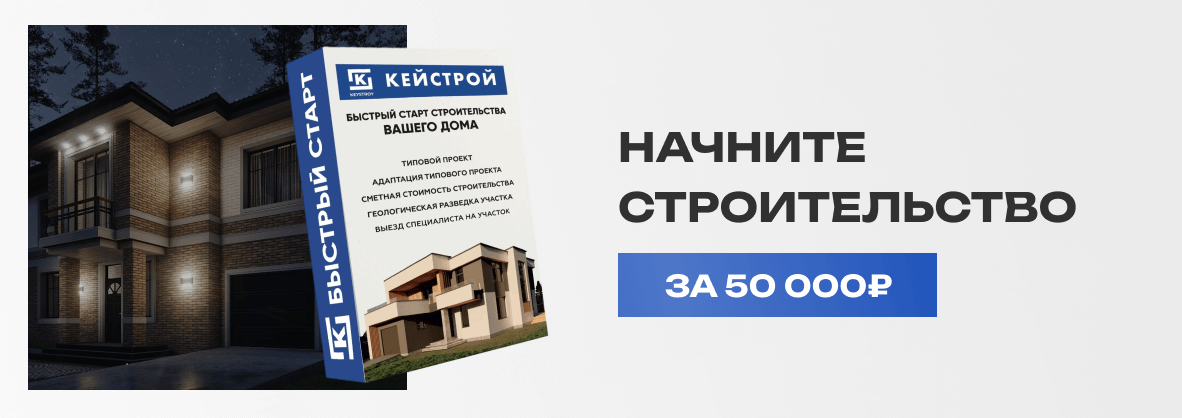 БЫСТРЫЙ СТАРТ
КЕЙСТРОЙ
KEYSTROY
БЫСТРЫЙ СТАРТ СТРОИТЕЛЬСТВА
ВАШЕГО ДОМА
ТИПОВОЙ ПРОЕКТ
АДАПТАЦИЯ ТИПОВОГО ПРОЕКТА
СМЕТНАЯ СТОИМОСТЬ СТРОИТЕЛЬСТВА
ГЕОЛОГИЧЕСКАЯ РАЗВЕДКА УЧАСТКА
ВЫЕЗД СПЕЦИАЛИСТА НА УЧАСТОК
НАЧНИТЕ
СТРОИТЕЛЬСТВО
ЗА 50 000₽